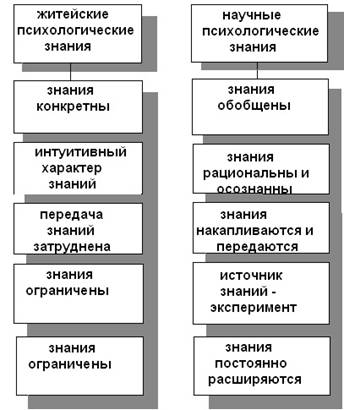 житейские
психологические
знания
знания
конкретны
интуитивный
характер
знаний
передача
знаний
затруднена
знания
ограничены
знания
ограничены
научные
психологические
знания
знания
обобщены
знания
рациональны и
осознанны
знания
накапливаются и
передаются
источник
знаний -
эксперимент
знания
постоянно
расширяются